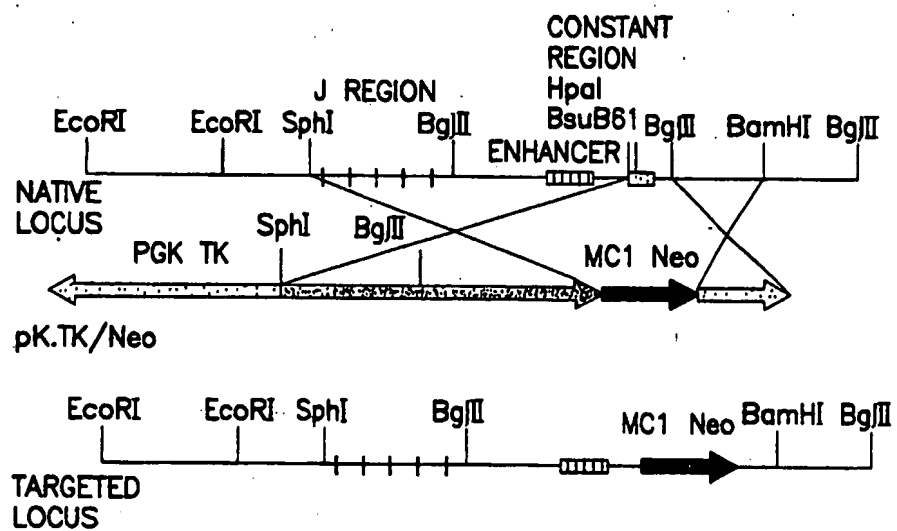 CONSTANT
REGION
HpaI
J REGION
EcoRI EcoRI SphI BglII BsuB61 BglII BamHI BglII
ENHANCER
NATIVE
LOCUS
PGK TK SphI BglII MC1 Neo
pK.TK/Neo
EcoRI EcoRI SphI BglII MC1 Neo BamHI BglII
TARGETED
LOCUS